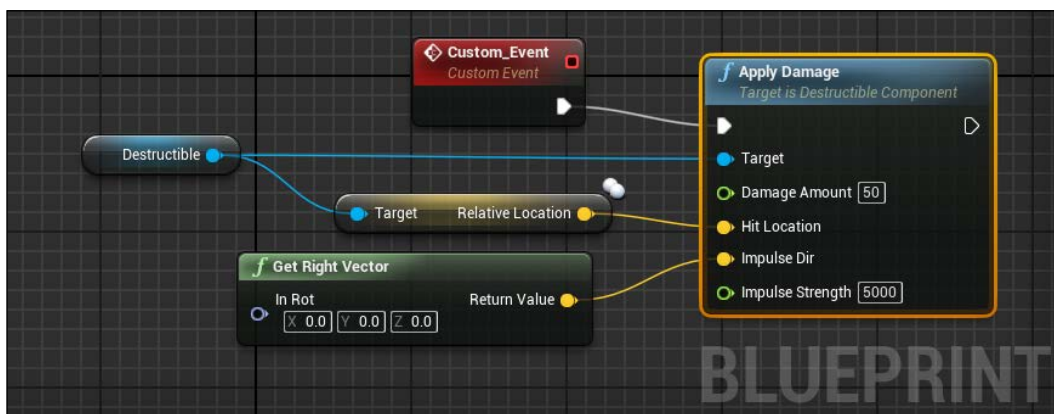 Custom_Event
Custom Event
f Apply Damage
Target is Destructible Component
Destructible
Target
Target Relative Location
Damage Amount 50
Hit Location
f Get Right Vector
Impulse Dir
In Rot Return Value
Impulse Strength 5000
X 0.0 Y 0.0 Z 0.0
BLUEPRINT